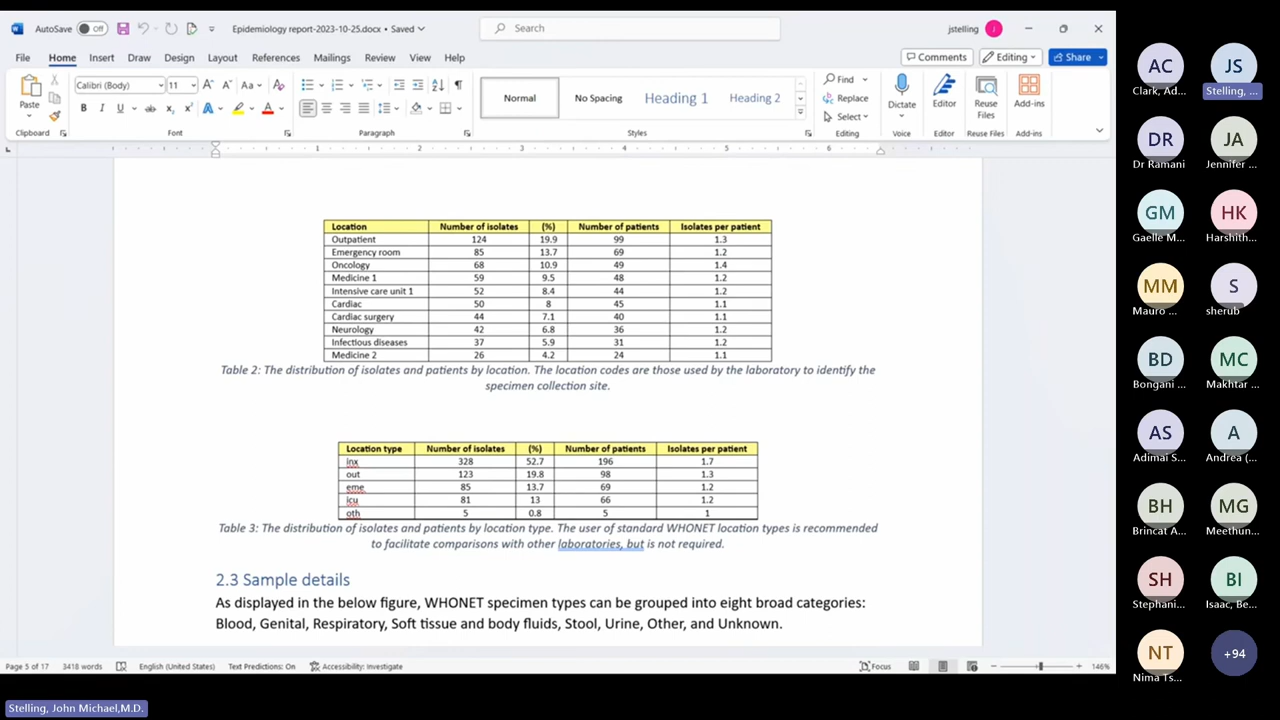 AutoSave Off Epidemiology report-2023-10-25.docx • Saved Search jstelling
File Home Insert Draw Design Layout References Mailings Review View Help Comments Editing Share
Paste
Calibri (Body) 11
Normal No Spacing Heading 1 Heading 2
Find
Replace
Select
Dictate
Editor
Reuse Files
Add-ins
Clipboard Font Paragraph Styles Editing Voice Editor Reuse Files Add-ins
1 2 3 4 5 6
Location Number of isolates (%) Number of patients Isolates per patient
Outpatient 124 19.9 99 1.3
Emergency room 85 13.7 69 1.2
Oncology 68 10.9 49 1.4
Medicine 1 59 9.5 48 1.2
Intensive care unit 1 52 8.4 44 1.2
Cardiac 50 8 45 1.1
Cardiac surgery 44 7.1 40 1.1
Neurology 42 6.8 36 1.2
Infectious diseases 37 5.9 31 1.2
Medicine 2 26 4.2 24 1.1
Table 2: The distribution of isolates and patients by location. The location codes are those used by the laboratory to identify the
specimen collection site.
Location type Number of isolates (%) Number of patients Isolates per patient
inx 328 52.7 196 1.7
out 123 19.8 98 1.3
eme 85 13.7 69 1.2
icu 81 13 66 1.2
oth 5 0.8 5 1
Table 3: The distribution of isolates and patients by location type. The user of standard WHONET location types is recommended
to facilitate comparisons with other laboratories, but is not required.
2.3 Sample details
As displayed in the below figure, WHONET specimen types can be grouped into eight broad categories:
Blood, Genital, Respiratory, Soft tissue and body fluids, Stool, Urine, Other, and Unknown.
Page 5 of 17 3418 words English (United States) Text Predictions: On Accessibility: Investigate Focus 146%
Stelling, John Michael,M.D.
AC JS
Clark, Ad... Stelling, ...
DR JA
Dr Ramani Jennifer ...
GM HK
Gaelle M... Harshith...
MM S
Mauro ... sherub
BD MC
Bongani ... Makhtar ...
AS A
Adimai S... Andrea (...
BH MG
Brincat A... Meethun...
SH BI
Stephani... Isaac, Be...
NT +94
Nima Ts...